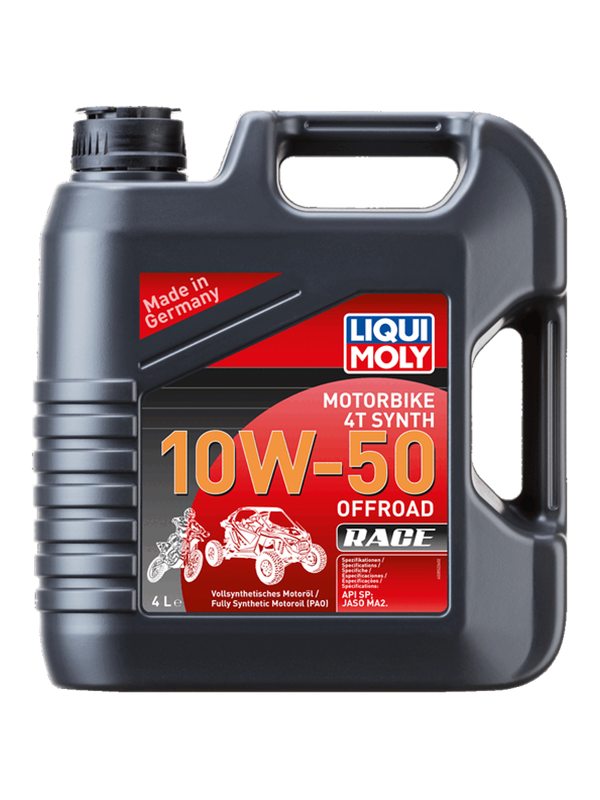 Made in
Germany
LIQUI
MOLY
MOTORBIKE
4T SYNTH
10W-50
OFFROAD
RACE
Spezifikationen /
Specifications /
Specifiche /
Especificaciones /
Especificações /
Spécifications:
API SP;
JASO MA2.
4 L e
Vollsynthetisches Motoröl /
Fully Synthetic Motoroil (PAO)